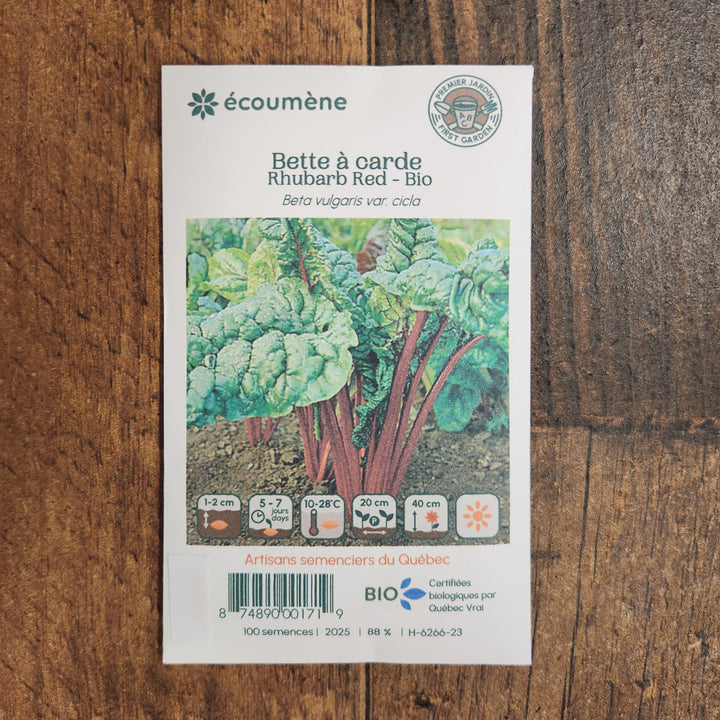 écoumène
PREMIER JARDIN
A B C
FIRST GARDEN
Bette à carde
Rhubarb Red - Bio
Beta vulgaris var. cicla
1-2 cm
5 - 7
jours
days
10-28°C
20 cm
P
40 cm
Artisans semenciers du Québec
8 74890 00171 9
BIO
Certifiées
biologiques par
Québec Vrai
100 semences | 2025 | 88 % | H-6266-23